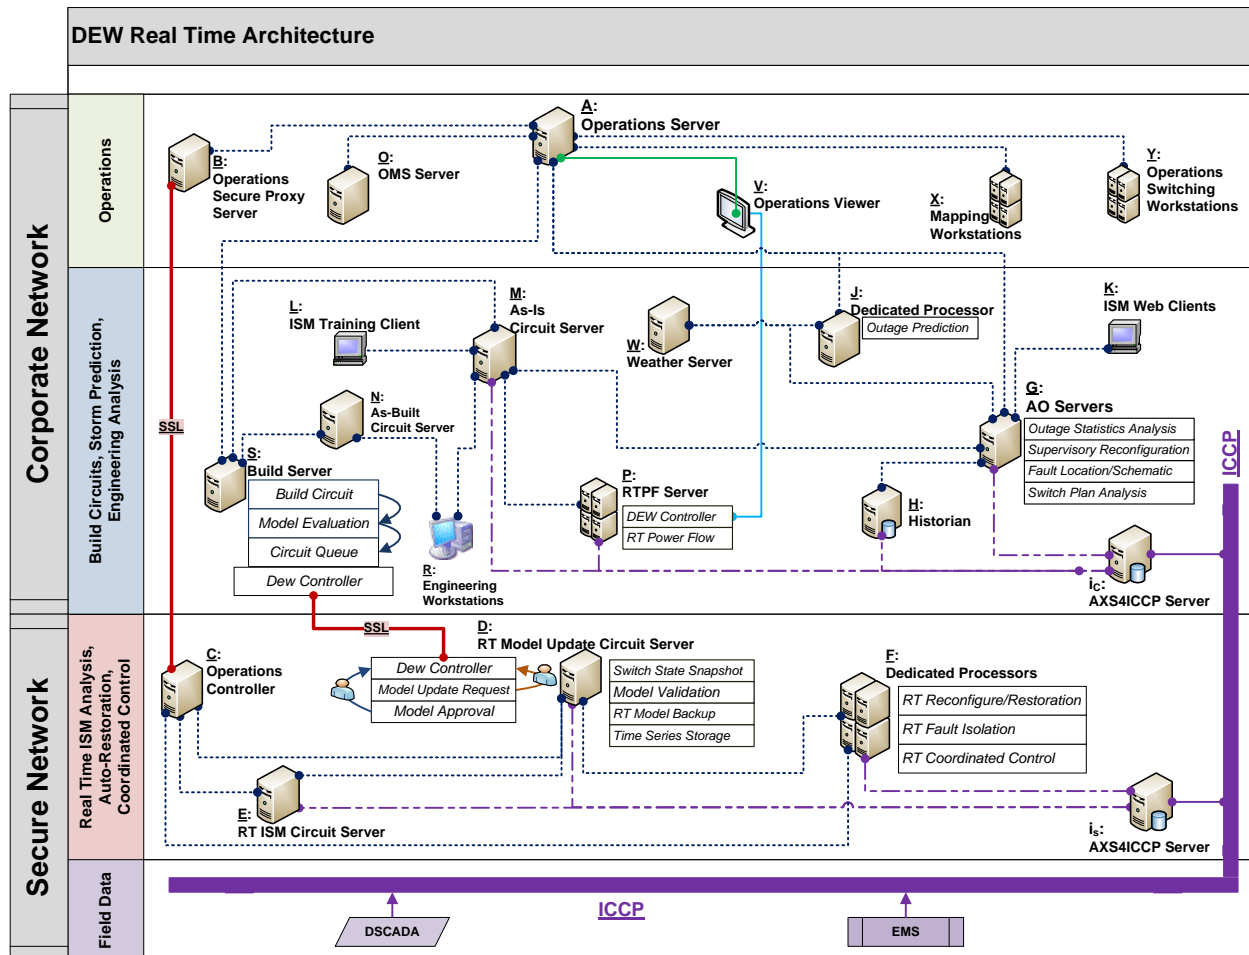 DEW Real Time Architecture
Corporate Network
Operations
A:
Operations Server
B:
Operations
Secure Proxy
Server
O:
OMS Server
V:
Operations Viewer
X:
Mapping
Workstations
Y:
Operations
Switching
Workstations
Build Circuits, Storm Prediction,
Engineering Analysis
L:
ISM Training Client
M:
As-Is
Circuit Server
W:
Weather Server
J:
Dedicated Processor
Outage Prediction
K:
ISM Web Clients
N:
As-Built
Circuit Server
G:
AO Servers
Outage Statistics Analysis
Supervisory Reconfiguration
Fault Location/Schematic
Switch Plan Analysis
ICCP
SSL
S:
Build Server
Build Circuit
Model Evaluation
Circuit Queue
Dew Controller
P:
RTPF Server
DEW Controller
RT Power Flow
H:
Historian
R:
Engineering
Workstations
iC:
AXS4ICCP Server
Secure Network
Real Time ISM Analysis,
Auto-Restoration,
Coordinated Control
SSL
C:
Operations
Controller
D:
RT Model Update Circuit Server
Dew Controller
Model Update Request
Model Approval
Switch State Snapshot
Model Validation
RT Model Backup
Time Series Storage
F:
Dedicated Processors
RT Reconfigure/Restoration
RT Fault Isolation
RT Coordinated Control
E:
RT ISM Circuit Server
is:
AXS4ICCP Server
Field Data
ICCP
DSCADA
EMS